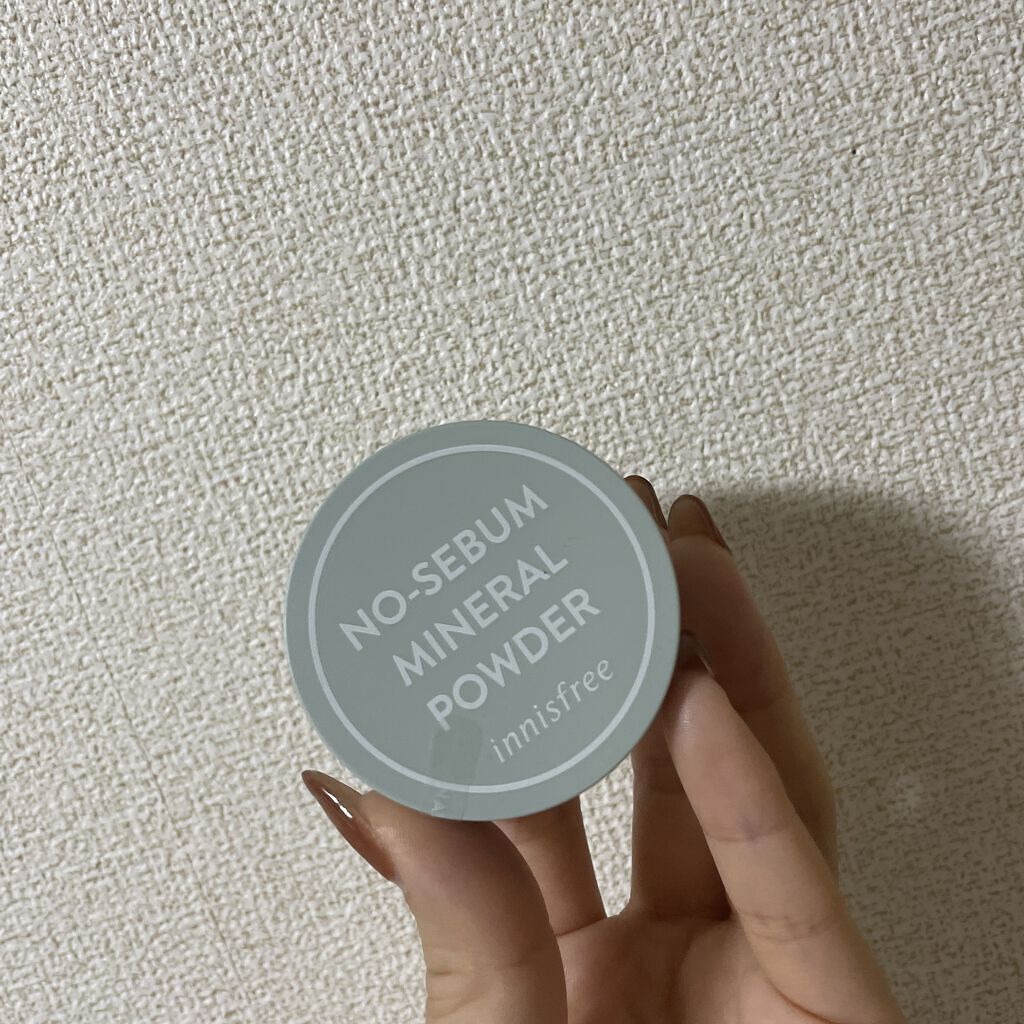 NO-SEBUM
MINERAL
POWDER
innisfree